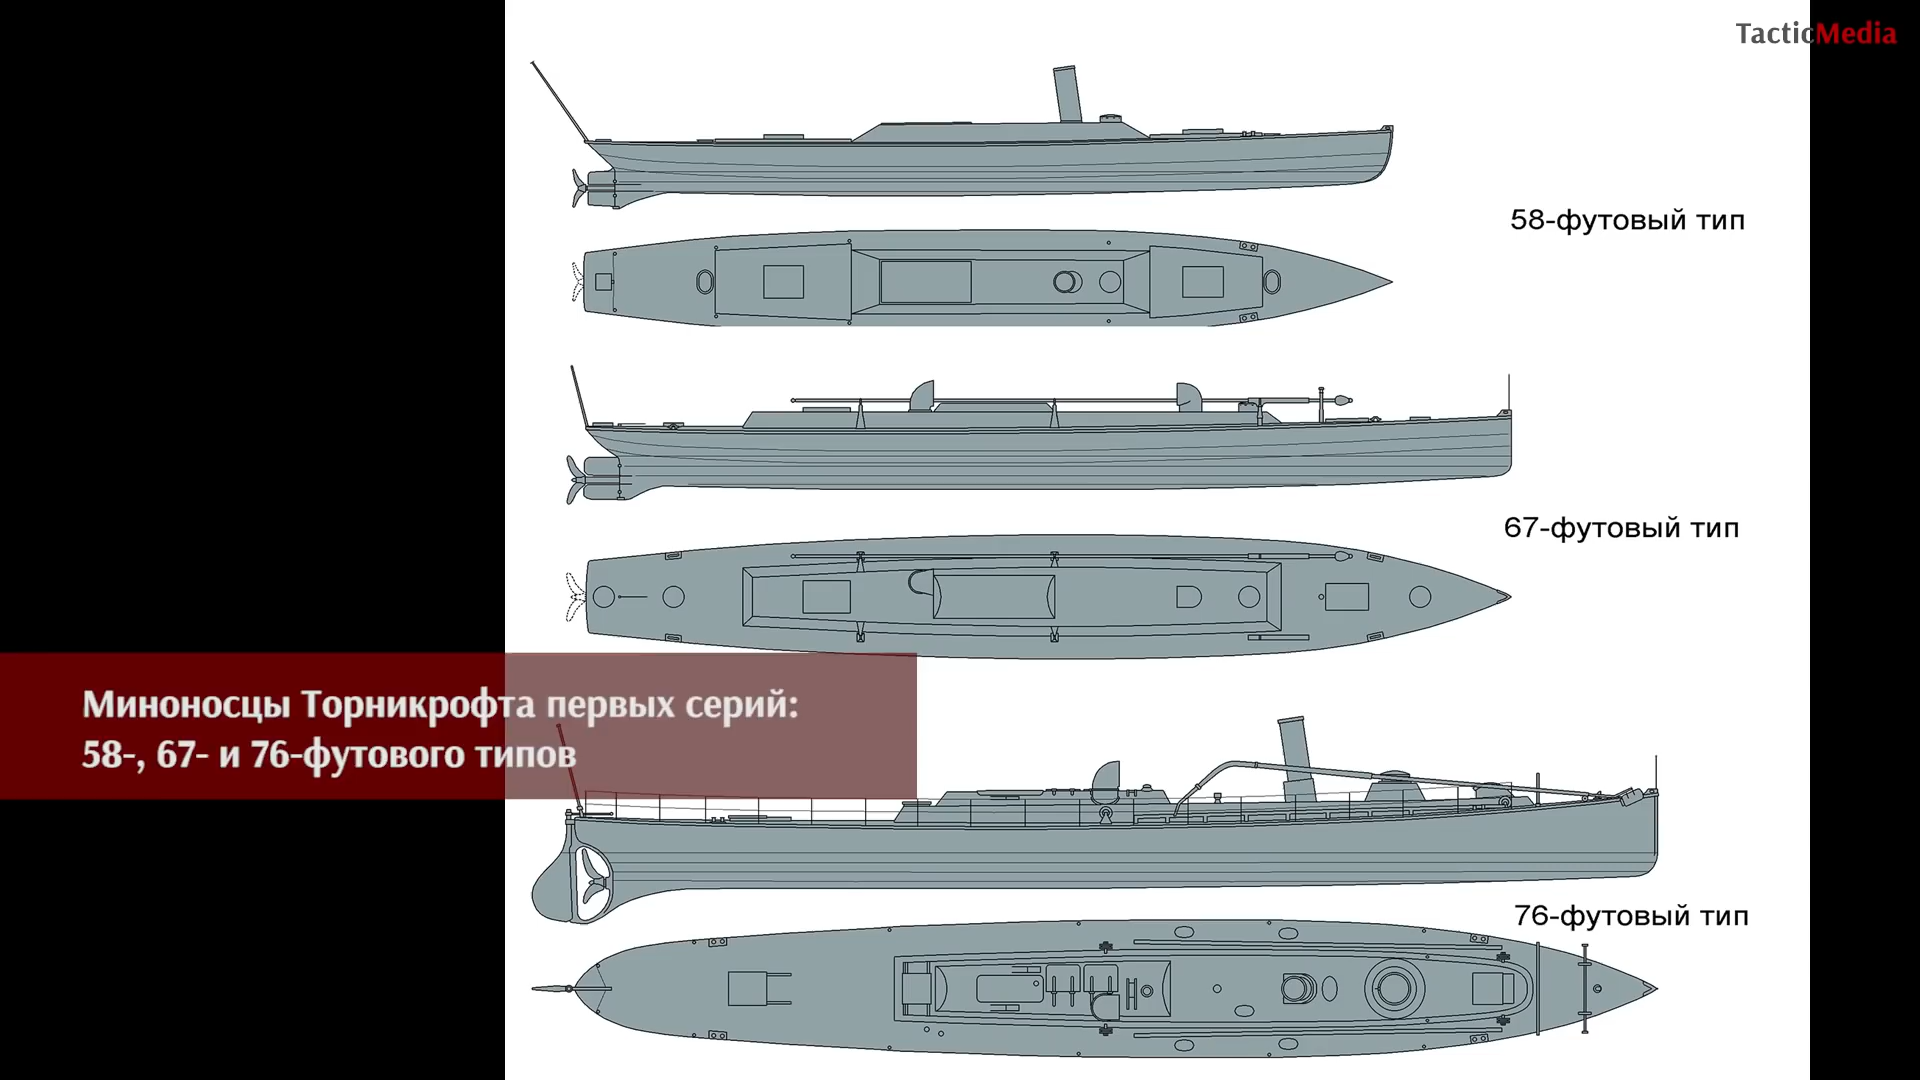 TacticMedia
58-футовый тип
67-футовый тип
Миноносцы Торникрофта первых серий:
58-, 67- и 76-футового типов
76-футовый тип